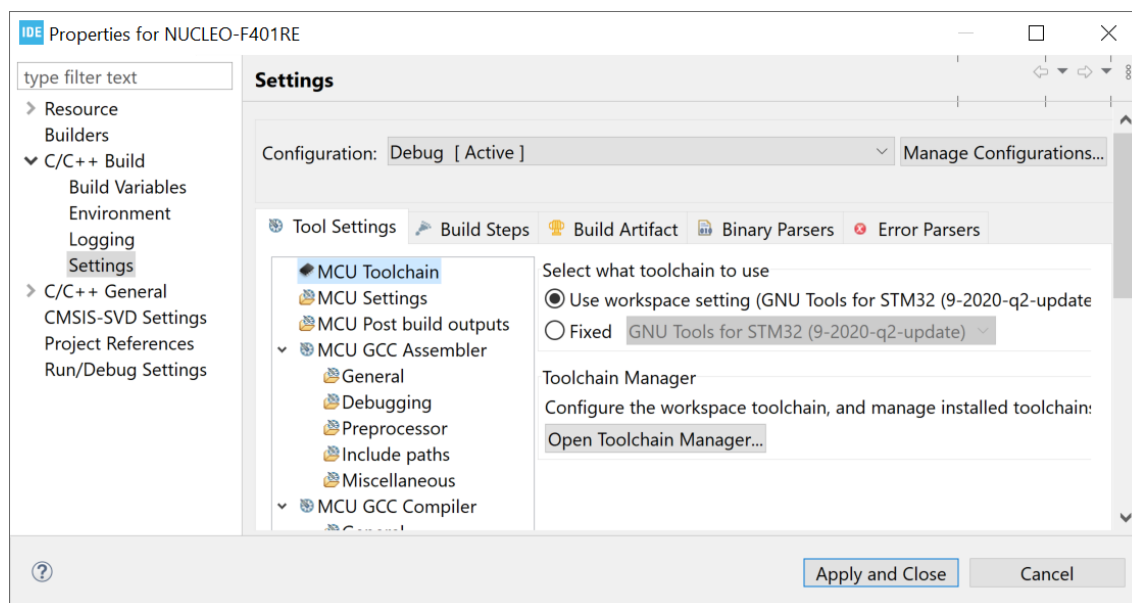 IDE Properties for NUCLEO-F401RE
type filter text
Resource
Builders
C/C++ Build
Build Variables
Environment
Logging
Settings
C/C++ General
CMSIS-SVD Settings
Project References
Run/Debug Settings
Settings
Configuration: Debug [ Active ]
Manage Configurations...
Tool Settings
Build Steps
Build Artifact
Binary Parsers
Error Parsers
MCU Toolchain
MCU Settings
MCU Post build outputs
MCU GCC Assembler
General
Debugging
Preprocessor
Include paths
Miscellaneous
MCU GCC Compiler
Select what toolchain to use
Use workspace setting (GNU Tools for STM32 (9-2020-q2-update
Fixed GNU Tools for STM32 (9-2020-q2-update)
Toolchain Manager
Configure the workspace toolchain, and manage installed toolchains
Open Toolchain Manager...
Apply and Close
Cancel